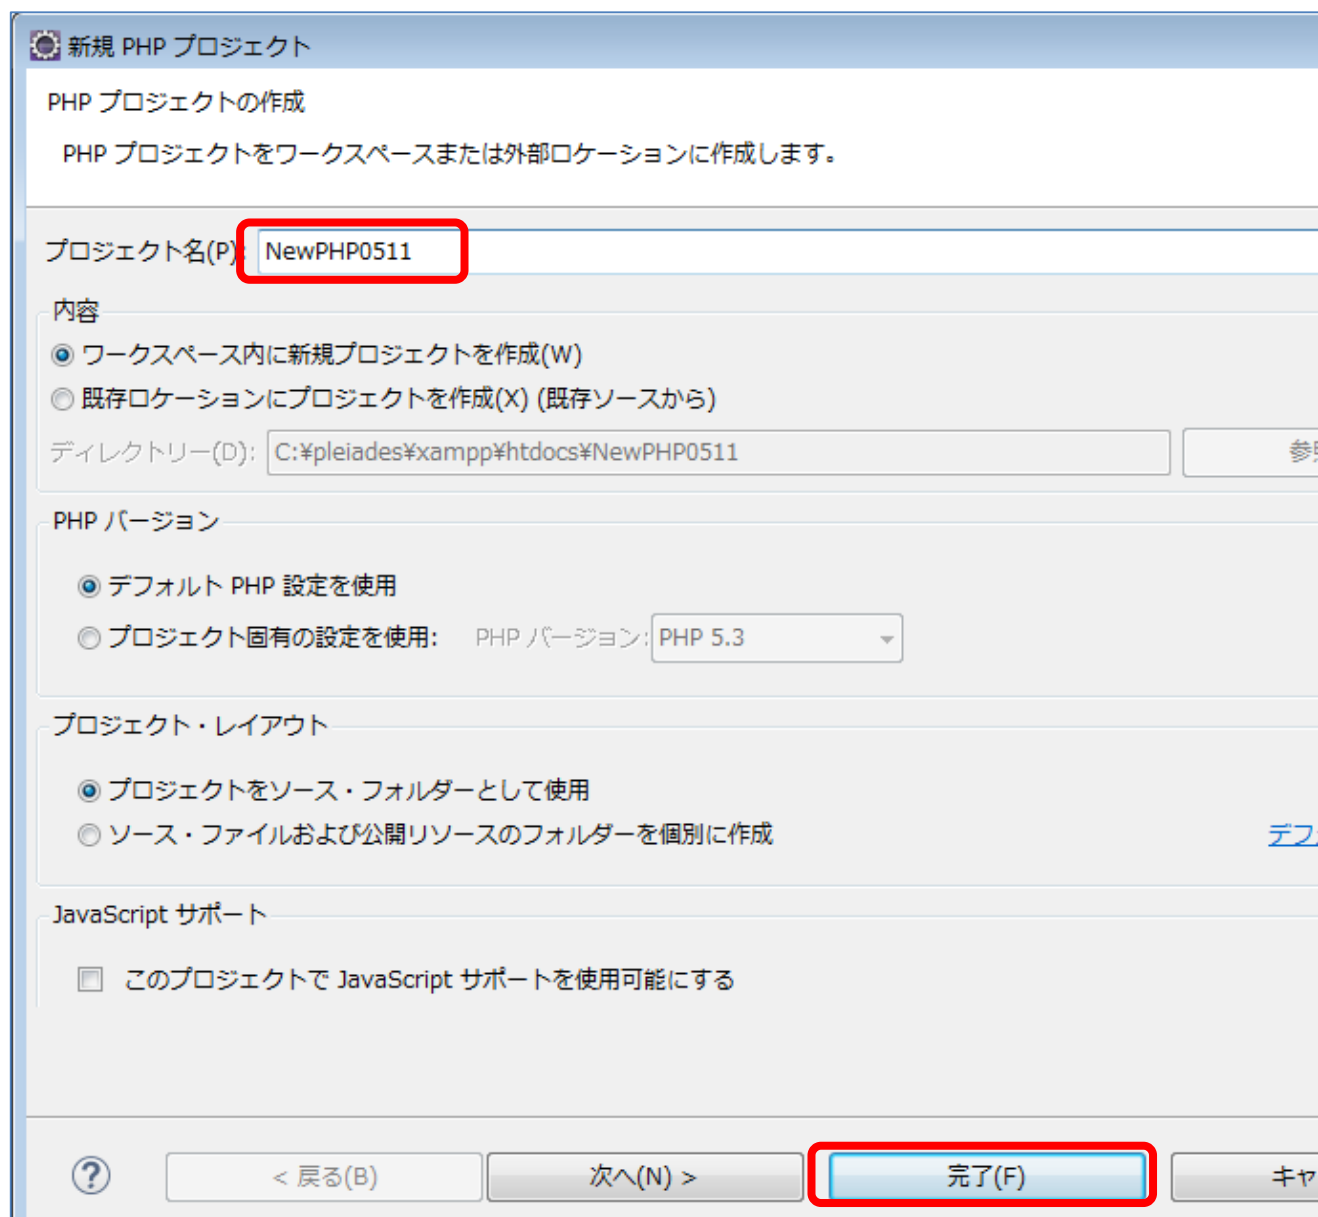 新規 PHP プロジェクト
PHP プロジェクトの作成
PHP プロジェクトをワークスペースまたは外部ロケーションに作成します。
プロジェクト名(P): NewPHP0511
内容
ワークスペース内に新規プロジェクトを作成(W)
既存ロケーションにプロジェクトを作成(X) (既存ソースから)
ディレクトリー(D): C:¥pleiades¥xampp¥htdocs¥NewPHP0511 参照
PHP バージョン
デフォルト PHP 設定を使用
プロジェクト固有の設定を使用: PHP バージョン: PHP 5.3
プロジェクト・レイアウト
プロジェクトをソース・フォルダーとして使用
ソース・ファイルおよび公開リソースのフォルダーを個別に作成 デフ
JavaScript サポート
このプロジェクトで JavaScript サポートを使用可能にする
? < 戻る(B) 次へ(N) > 完了(F) キャ